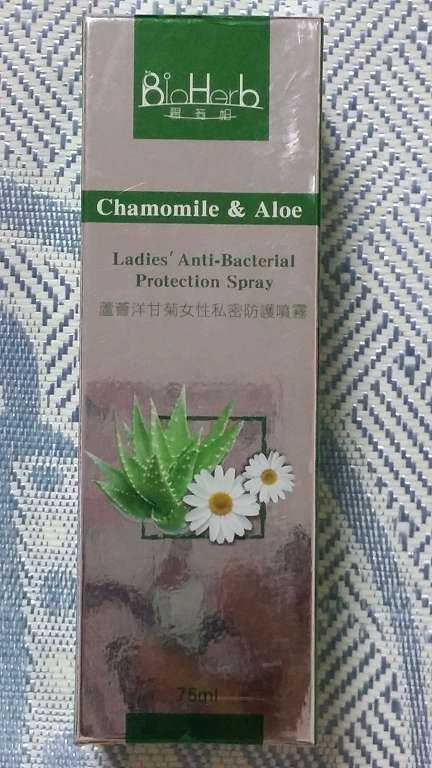 BioHerb
碧荷柏
Chamomile & Aloe
Ladies' Anti-Bacterial
Protection Spray
蘆薈洋甘菊女性私密防護噴霧
75ml